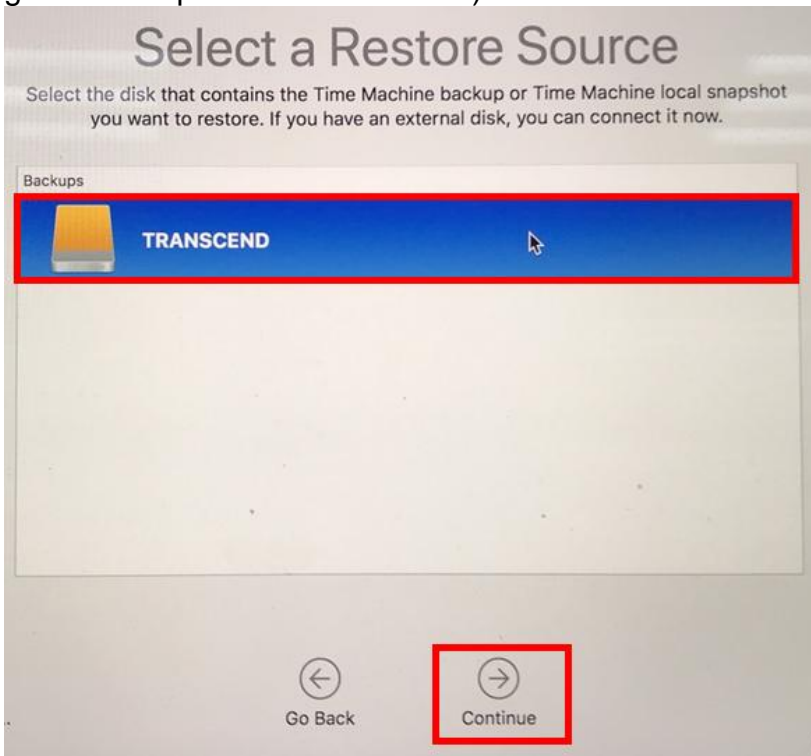 Select a Restore Source
Select the disk that contains the Time Machine backup or Time Machine local snapshot
you want to restore. If you have an external disk, you can connect it now.
Backups
TRANSCEND
Go Back
Continue